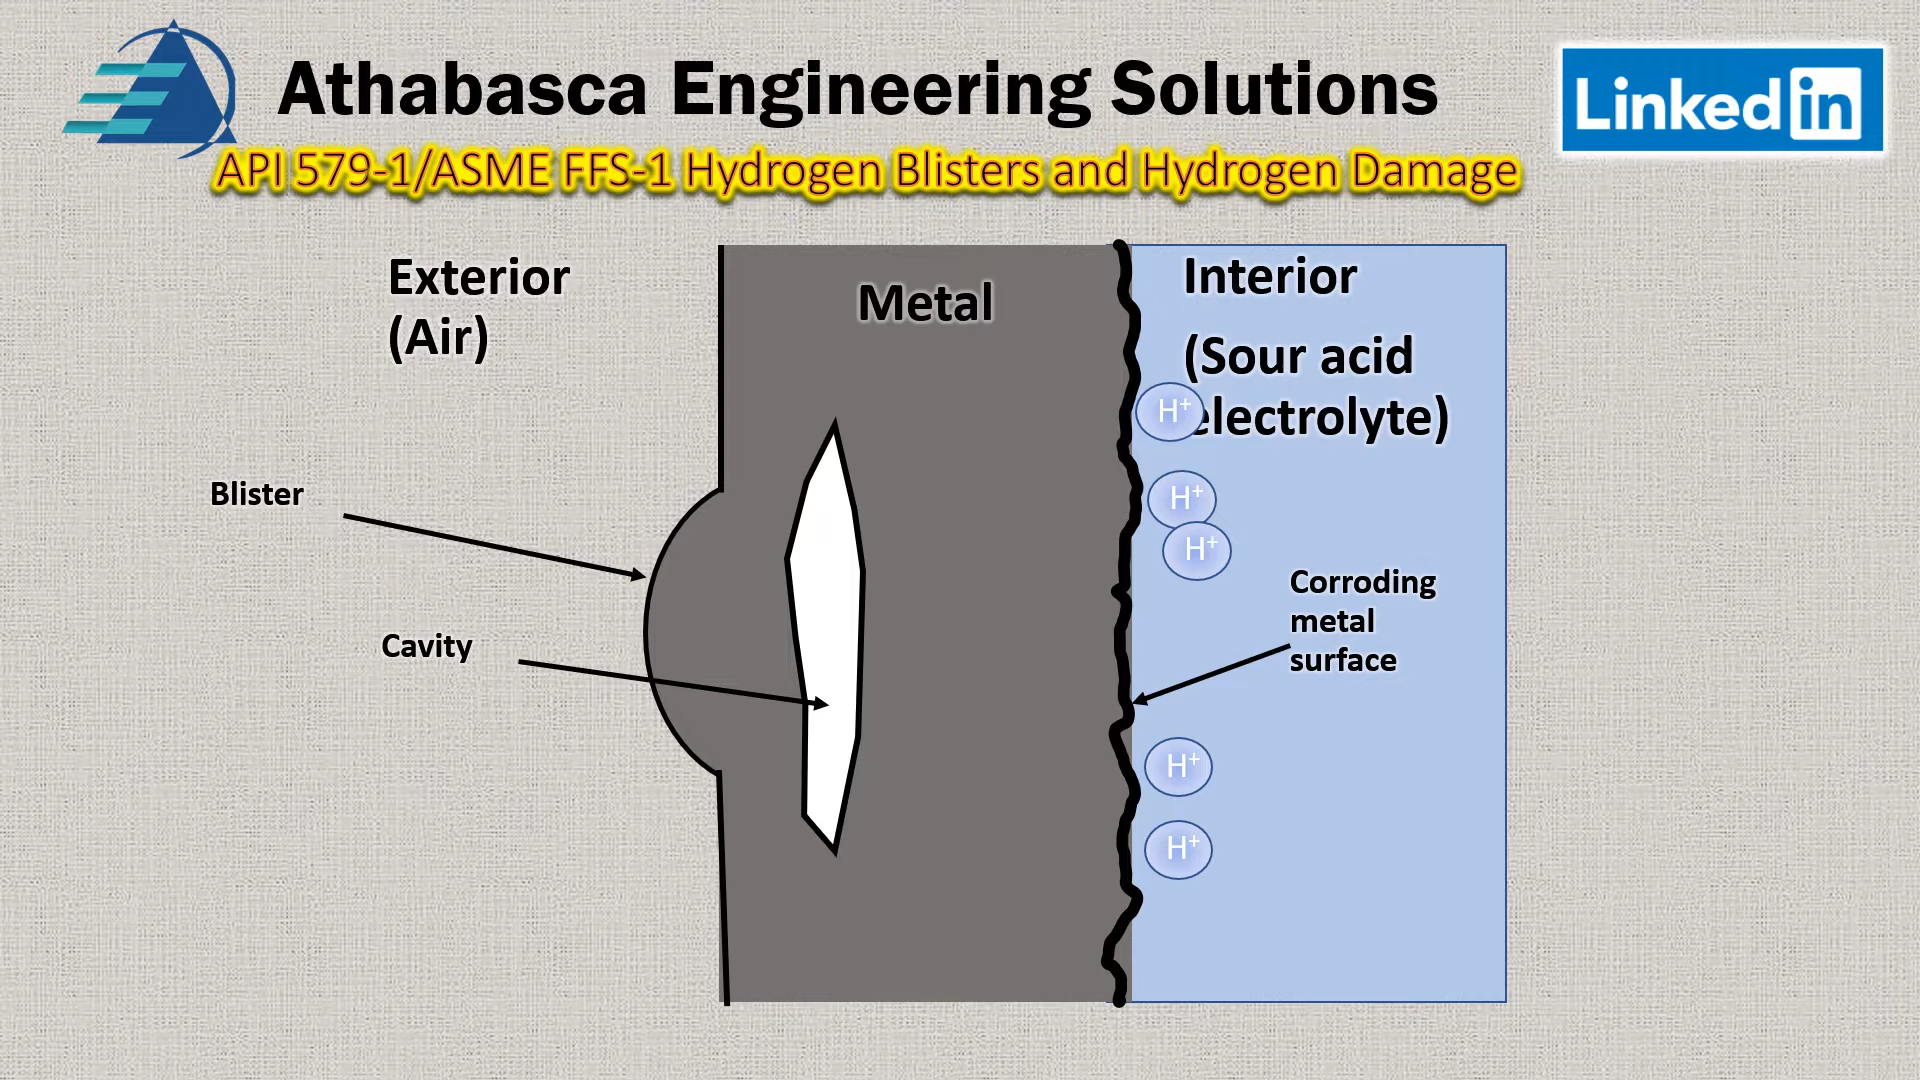 Athabasca Engineering Solutions
LinkedIn
API 579-1/ASME FFS-1 Hydrogen Blisters and Hydrogen Damage
Exterior
(Air)
Metal
Interior
(Sour acid
electrolyte)
H⁺
H⁺
H⁺
Blister
Cavity
Corroding
metal
surface
H⁺
H⁺